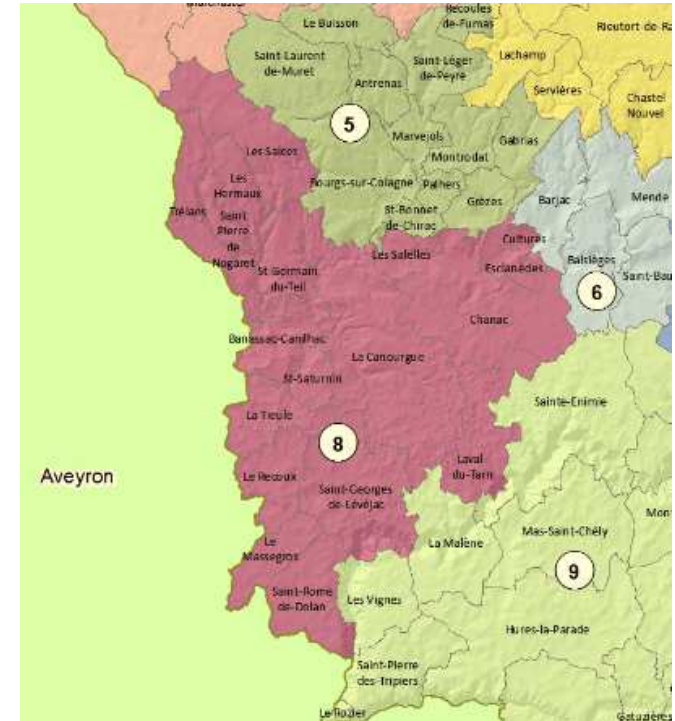 Recoules
de-Fumas
Le Buisson
Rieutort-de-Ra
Saint-Laurent
de-Muret
Lachamp
Saint-Léger
de-Peyre
Antrenas
Servières
Chastel
Nouvel
5
Marvejols
Gabrias
Montrodat
Les Salces
Les
Hermaux
Bourgs-sur-Colagne
Palhers
Grèzes
Barjac
Mende
Trélans
Saint
Pierre
de
Nogaret
St-Bonnet
de-Chirac
Cultures
Les Salelles
Esclanèdes
Balsièges
Saint-Bau
St-Germain
du-Teil
6
Chanac
Banassac-Canilhac
La Canourgue
St-Saturnin
Sainte-Enimie
La Tieule
8
Aveyron
Le Recoux
Laval
du-Tarn
Saint-Georges
de-Lévéjac
Mon
Mas-Saint-Chély
La Malène
Le
Massegros
9
Saint-Rome
de-Dolan
Les Vignes
Hures-la-Parade
Saint-Pierre
des-Tripiers
Le Rozier
Gatuzières